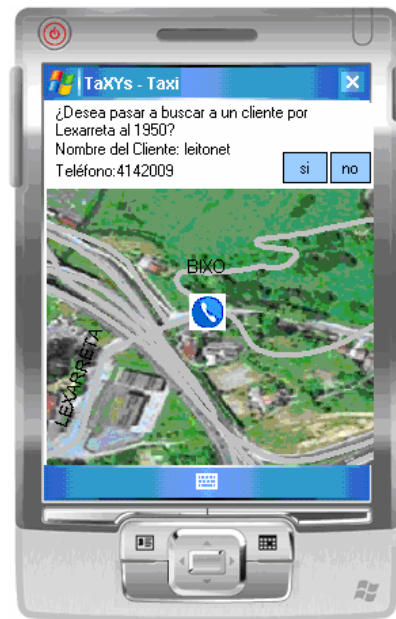 TaXYs - Taxi
¿Desea pasar a buscar a un cliente por
Lexarreta al 1950?
Nombre del Cliente: leitonet
Teléfono:4142009
si
no
BIXO
LEXARRETA